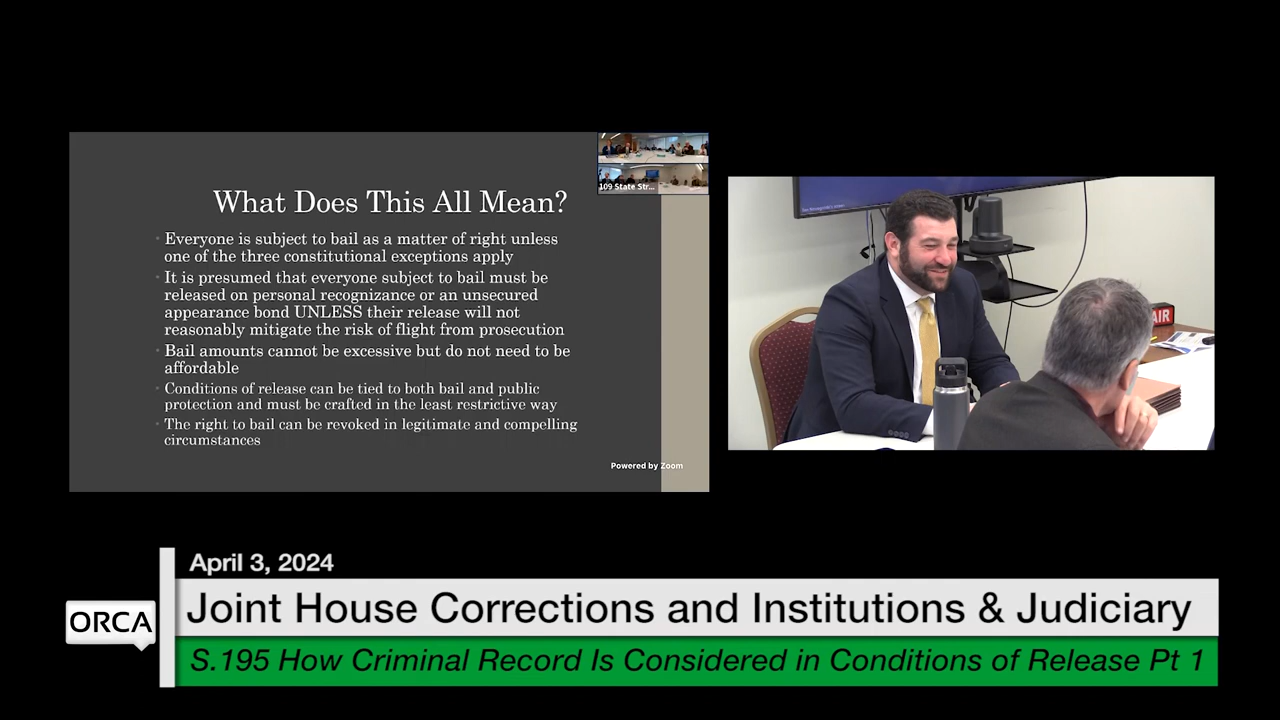 What Does This All Mean?
Everyone is subject to bail as a matter of right unless
one of the three constitutional exceptions apply
It is presumed that everyone subject to bail must be
released on personal recognizance or an unsecured
appearance bond UNLESS their release will not
reasonably mitigate the risk of flight from prosecution
Bail amounts cannot be excessive but do not need to be
affordable
Conditions of release can be tied to both bail and public
protection and must be crafted in the least restrictive way
The right to bail can be revoked in legitimate and compelling
circumstances
109 State Str...
Powered by Zoom
AIR
April 3, 2024
ORCA
Joint House Corrections and Institutions & Judiciary
S.195 How Criminal Record Is Considered in Conditions of Release Pt 1